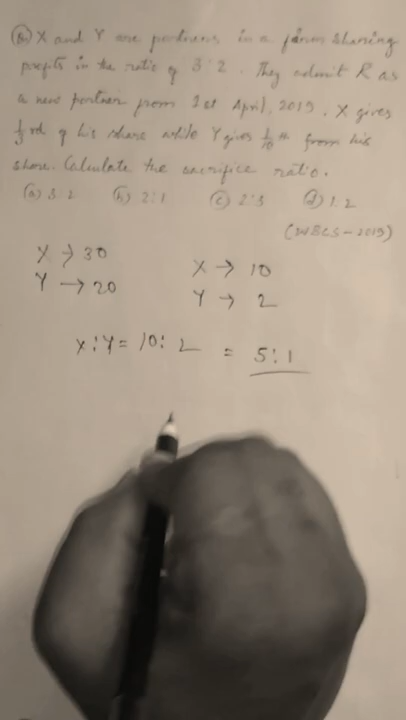 Q X and Y are partners in a firm sharing
profits in the ratio of 3:2. They admit R as
a new partner from 1st April, 2019. X gives
1/3rd of his share while Y gives 1/10th from his
share. Calculate the sacrifice ratio.
(a) 3:2 (b) 2:1 (c) 2:3 (d) 1:2
(WBCS-2019)
X → 30 X → 10
Y → 20 Y → 2
X:Y = 10:2 = 5:1